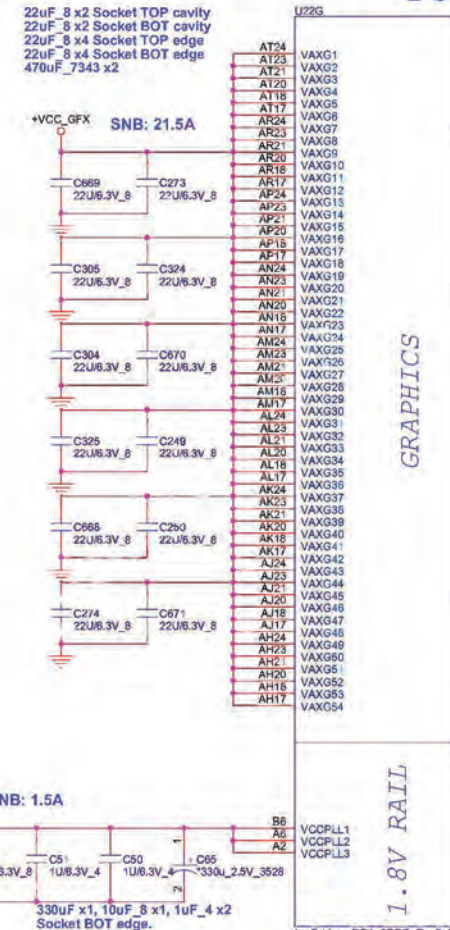 22uF_8 x2 Socket TOP cavity
22uF_8 x2 Socket BOT cavity
22uF_8 x4 Socket TOP edge
22uF_8 x4 Socket BOT edge
470uF_7343 x2
+VCC_GFX
SNB: 21.5A
C669 22U/6.3V_8
C273 22U/6.3V_8
C305 22U/6.3V_8
C324 22U/6.3V_8
C304 22U/6.3V_8
C670 22U/6.3V_8
C325 22U/6.3V_8
C249 22U/6.3V_8
C668 22U/6.3V_8
C250 22U/6.3V_8
C274 22U/6.3V_8
C671 22U/6.3V_8
U22G
AT24 VAXG1
AT23 VAXG2
AT21 VAXG3
AT20 VAXG4
AT18 VAXG5
AT17 VAXG6
AR24 VAXG7
AR23 VAXG8
AR21 VAXG9
AR20 VAXG10
AR18 VAXG11
AR17 VAXG12
AP24 VAXG13
AP23 VAXG14
AP21 VAXG15
AP20 VAXG16
AP18 VAXG17
AP17 VAXG18
AN24 VAXG19
AN23 VAXG20
AN21 VAXG21
AN20 VAXG22
AN18 VAXG23
AN17 VAXG24
AM24 VAXG25
AM23 VAXG26
AM21 VAXG27
AM20 VAXG28
AM18 VAXG29
AM17 VAXG30
AL24 VAXG31
AL23 VAXG32
AL21 VAXG33
AL20 VAXG34
AL18 VAXG35
AL17 VAXG36
AK24 VAXG37
AK23 VAXG38
AK21 VAXG39
AK20 VAXG40
AK18 VAXG41
AK17 VAXG42
AJ24 VAXG43
AJ23 VAXG44
AJ21 VAXG45
AJ20 VAXG46
AJ18 VAXG47
AJ17 VAXG48
AH24 VAXG49
AH23 VAXG50
AH21 VAXG51
AH20 VAXG52
AH18 VAXG53
AH17 VAXG54
GRAPHICS
NB: 1.5A
6.3V_8
C51 1U/6.3V_4
C50 1U/6.3V_4
1
+ C65
*330u_2.5V_3528
2
330uF x1, 10uF_8 x1, 1uF_4 x2
Socket BOT edge.
B6 VCCPLL1
A6 VCCPLL2
A2 VCCPLL3
1.8V RAIL